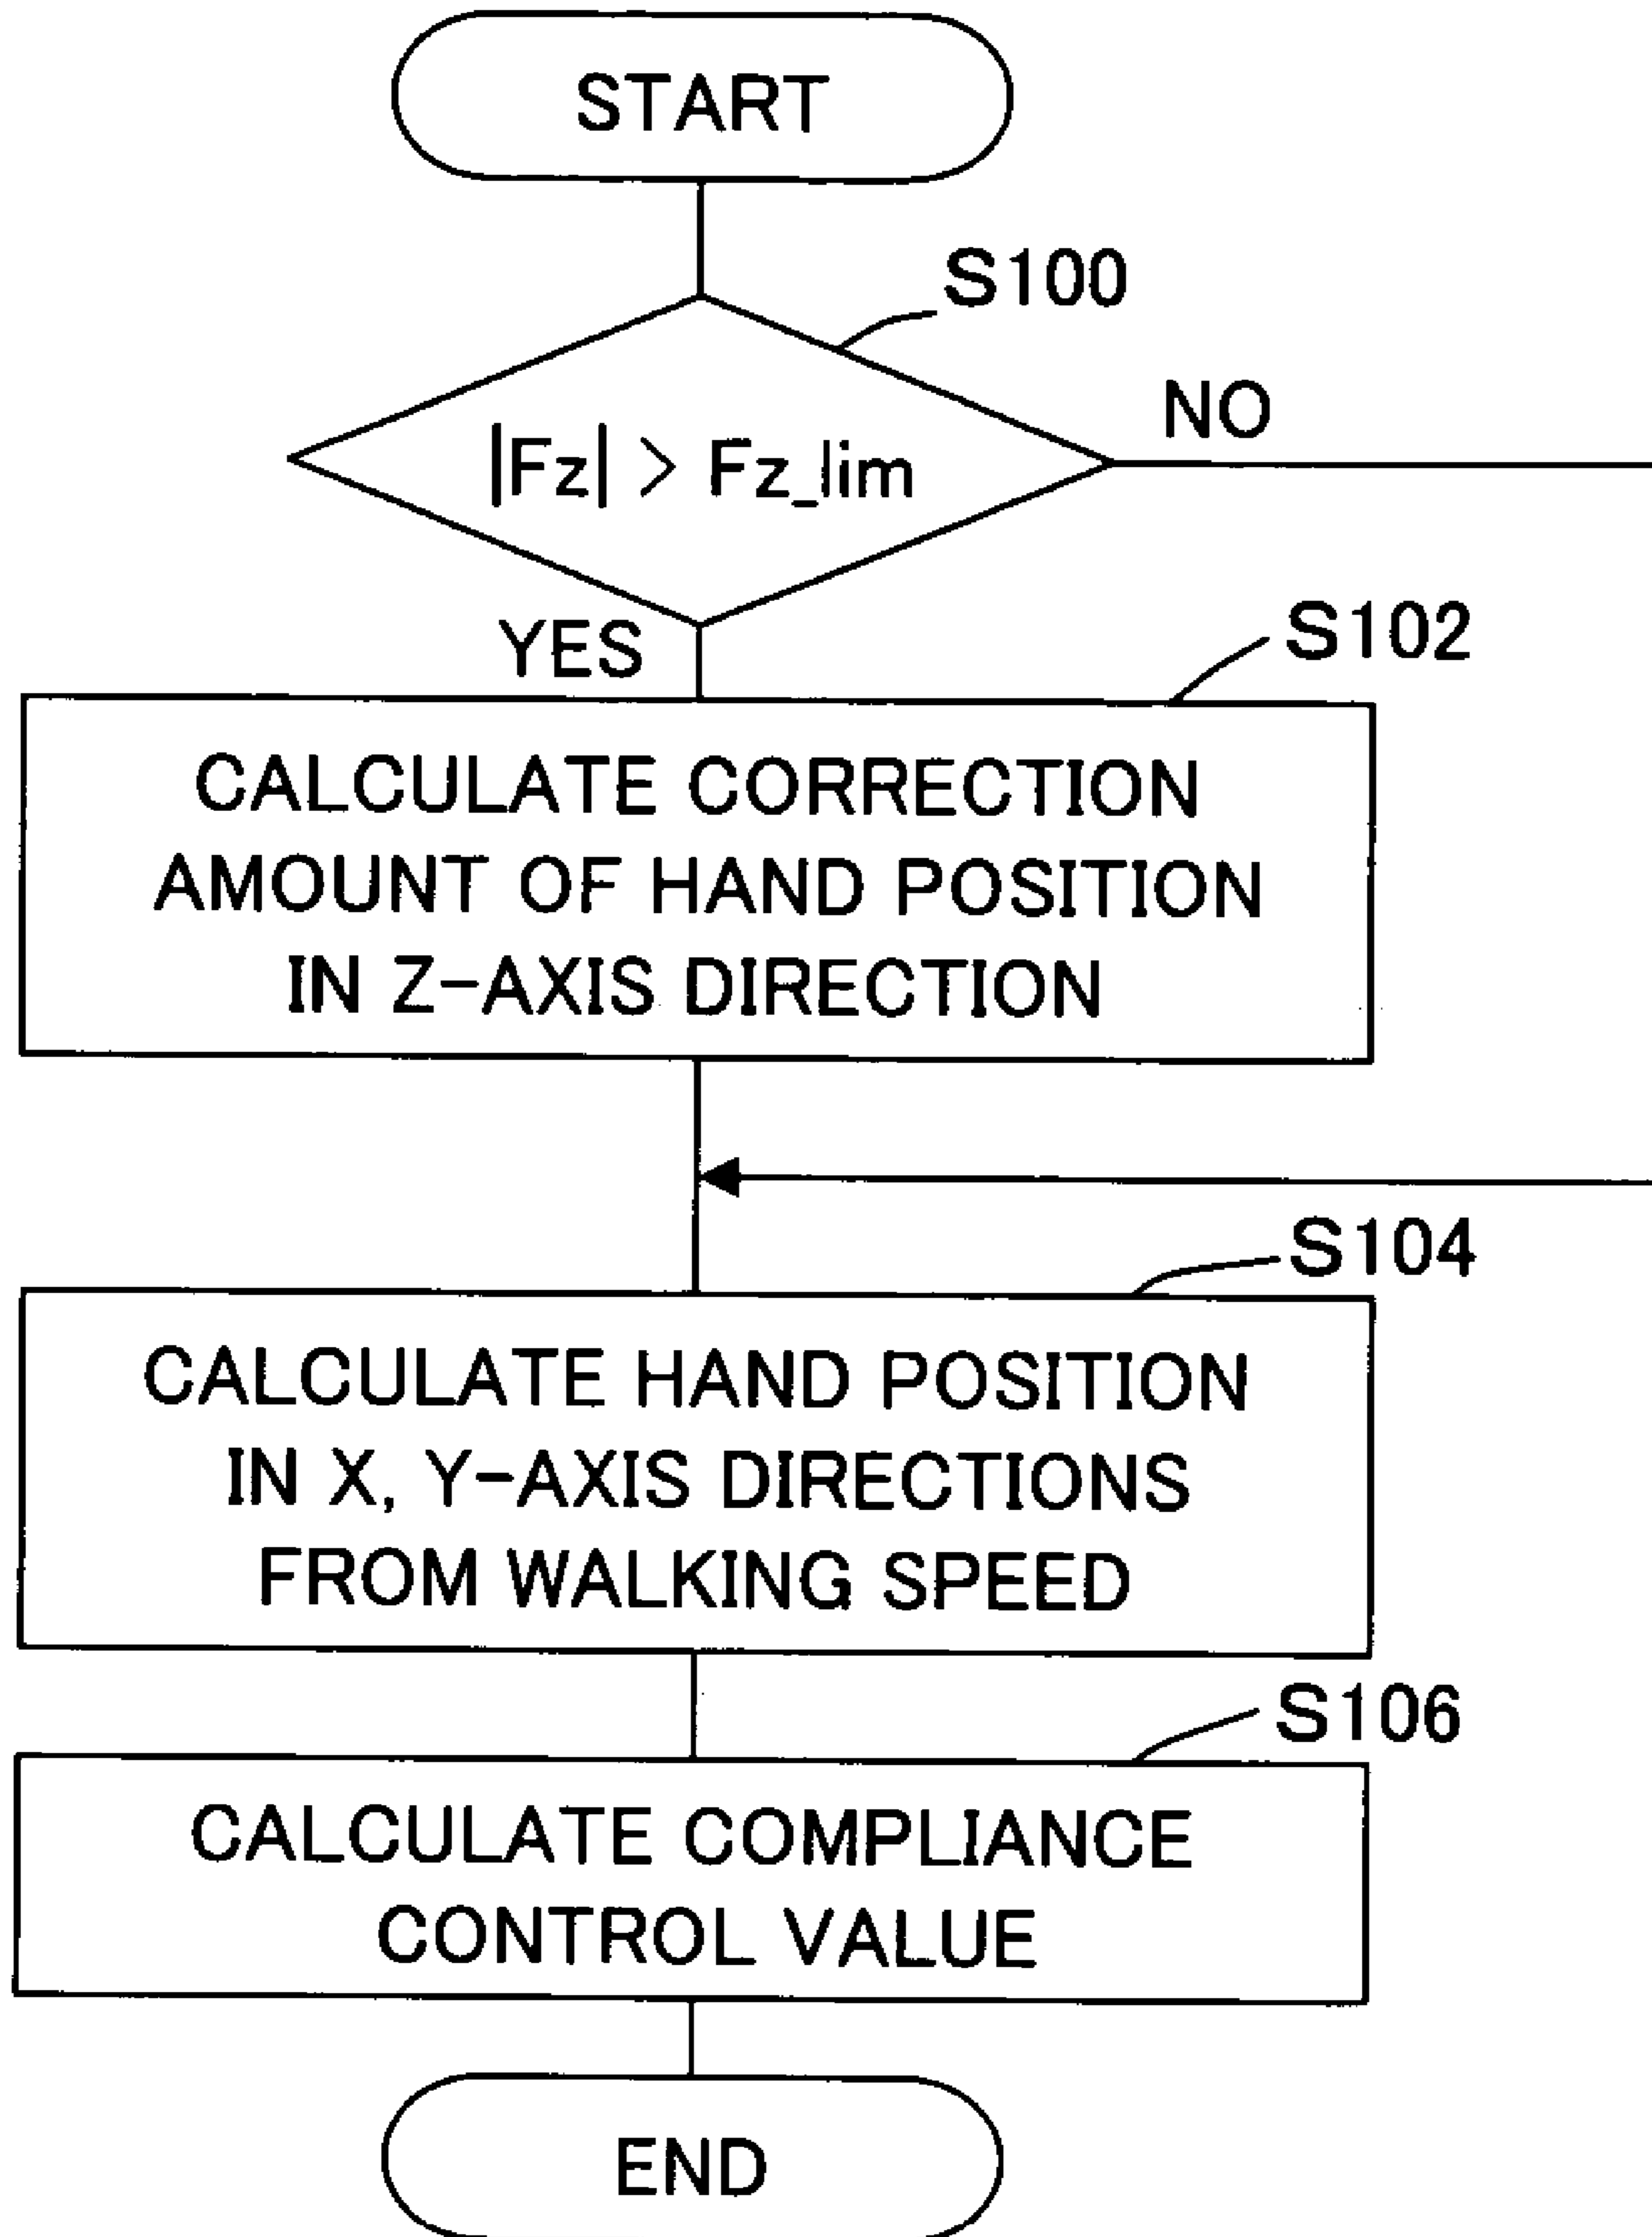 START
S100
|Fz| > Fz_lim
NO
YES
S102
CALCULATE CORRECTION
AMOUNT OF HAND POSITION
IN Z-AXIS DIRECTION
S104
CALCULATE HAND POSITION
IN X, Y-AXIS DIRECTIONS
FROM WALKING SPEED
S106
CALCULATE COMPLIANCE
CONTROL VALUE
END